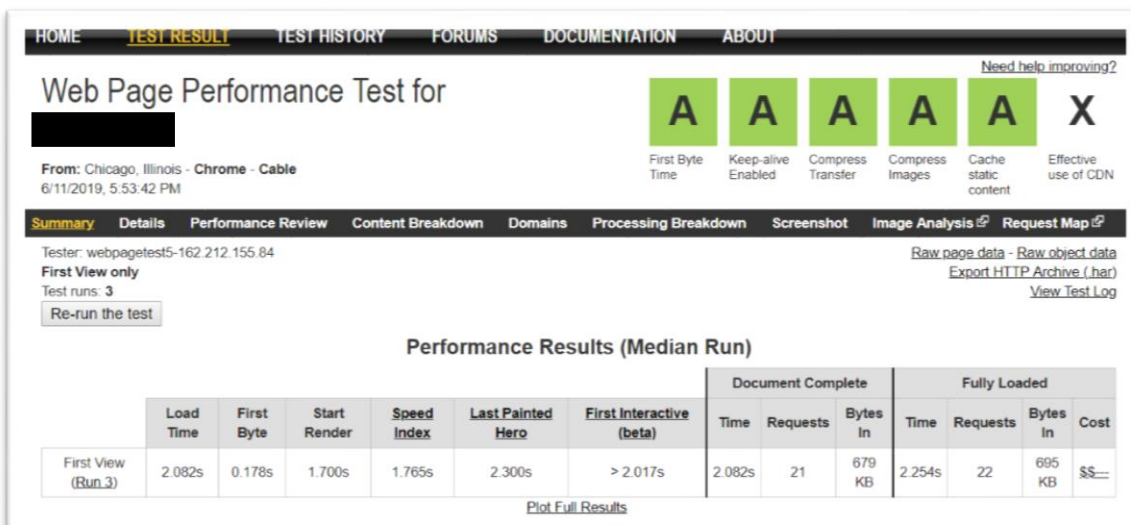 HOME TEST RESULT TEST HISTORY FORUMS DOCUMENTATION ABOUT
Need help improving?
Web Page Performance Test for
A A A A A X
First Byte Time Keep-alive Enabled Compress Transfer Compress Images Cache static content Effective use of CDN
From: Chicago, Illinois - Chrome - Cable
6/11/2019, 5:53:42 PM
Summary Details Performance Review Content Breakdown Domains Processing Breakdown Screenshot Image Analysis Request Map
Tester: webpagetest5-162.212.155.84
Raw page data - Raw object data
First View only
Export HTTP Archive (.har)
Test runs: 3
View Test Log
Re-run the test
Performance Results (Median Run)
Document Complete Fully Loaded
Load Time First Byte Start Render Speed Index Last Painted Hero First Interactive (beta) Time Requests Bytes In Time Requests Bytes In Cost
First View (Run 3) 2.082s 0.178s 1.700s 1.765s 2.300s > 2.017s 2.082s 21 679 KB 2.254s 22 695 KB $$---
Plot Full Results